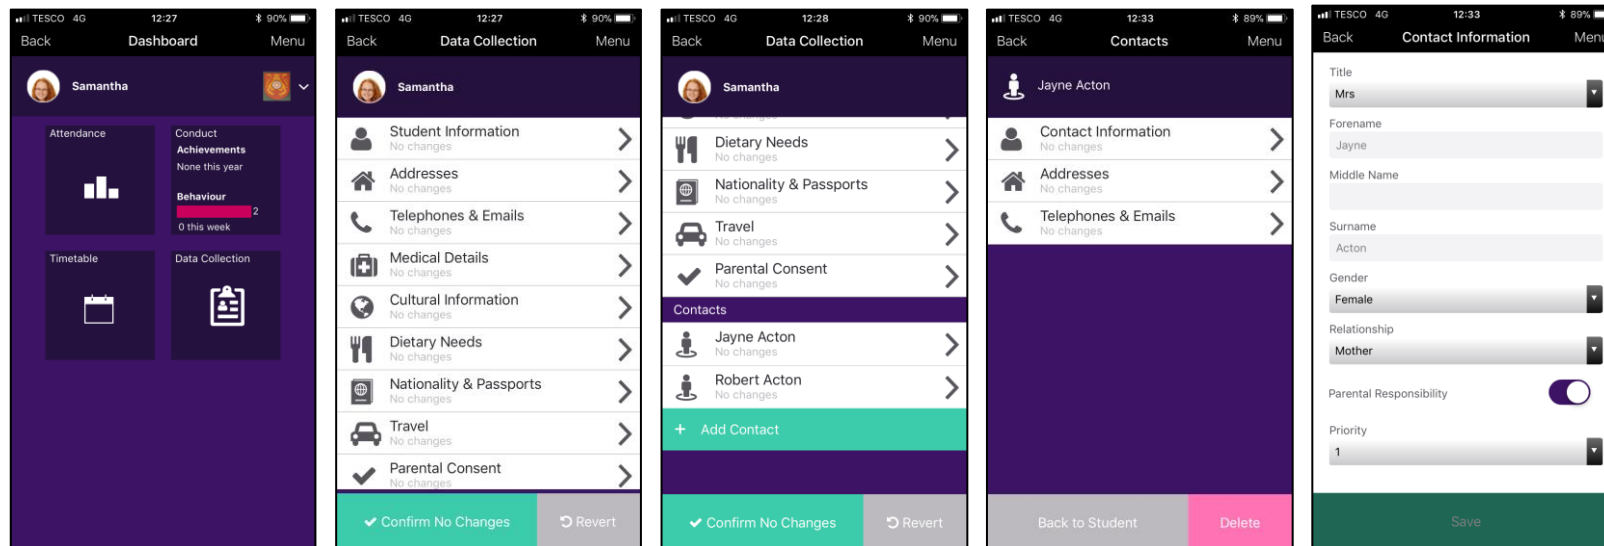 TESCO 4G 12:27 90%
Back Dashboard Menu
Samantha
Attendance
Conduct
Achievements
None this year
Behaviour
2
0 this week
Timetable
Data Collection
TESCO 4G 12:27 90%
Back Data Collection Menu
Samantha
Student Information
No changes
Addresses
No changes
Telephones & Emails
No changes
Medical Details
No changes
Cultural Information
No changes
Dietary Needs
No changes
Nationality & Passports
No changes
Travel
No changes
Parental Consent
No changes
Confirm No Changes Revert
TESCO 4G 12:28 90%
Back Data Collection Menu
Samantha
Dietary Needs
No changes
Nationality & Passports
No changes
Travel
No changes
Parental Consent
No changes
Contacts
Jayne Acton
No changes
Robert Acton
No changes
+ Add Contact
Confirm No Changes Revert
TESCO 4G 12:33 89%
Back Contacts Menu
Jayne Acton
Contact Information
No changes
Addresses
No changes
Telephones & Emails
No changes
Back to Student Delete
TESCO 4G 12:33 89%
Back Contact Information Menu
Title
Mrs
Forename
Jayne
Middle Name
Surname
Acton
Gender
Female
Relationship
Mother
Parental Responsibility
Priority
1
Save